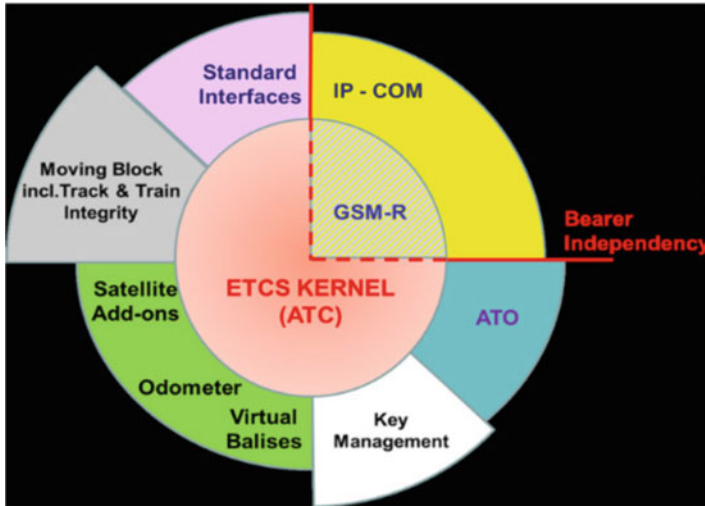 Standard
Interfaces
IP - COM
Moving Block
incl.Track & Train
Integrity
GSM-R
Bearer
Independency
ETCS KERNEL
(ATC)
Satellite
Add-ons
ATO
Odometer
Virtual
Balises
Key
Management